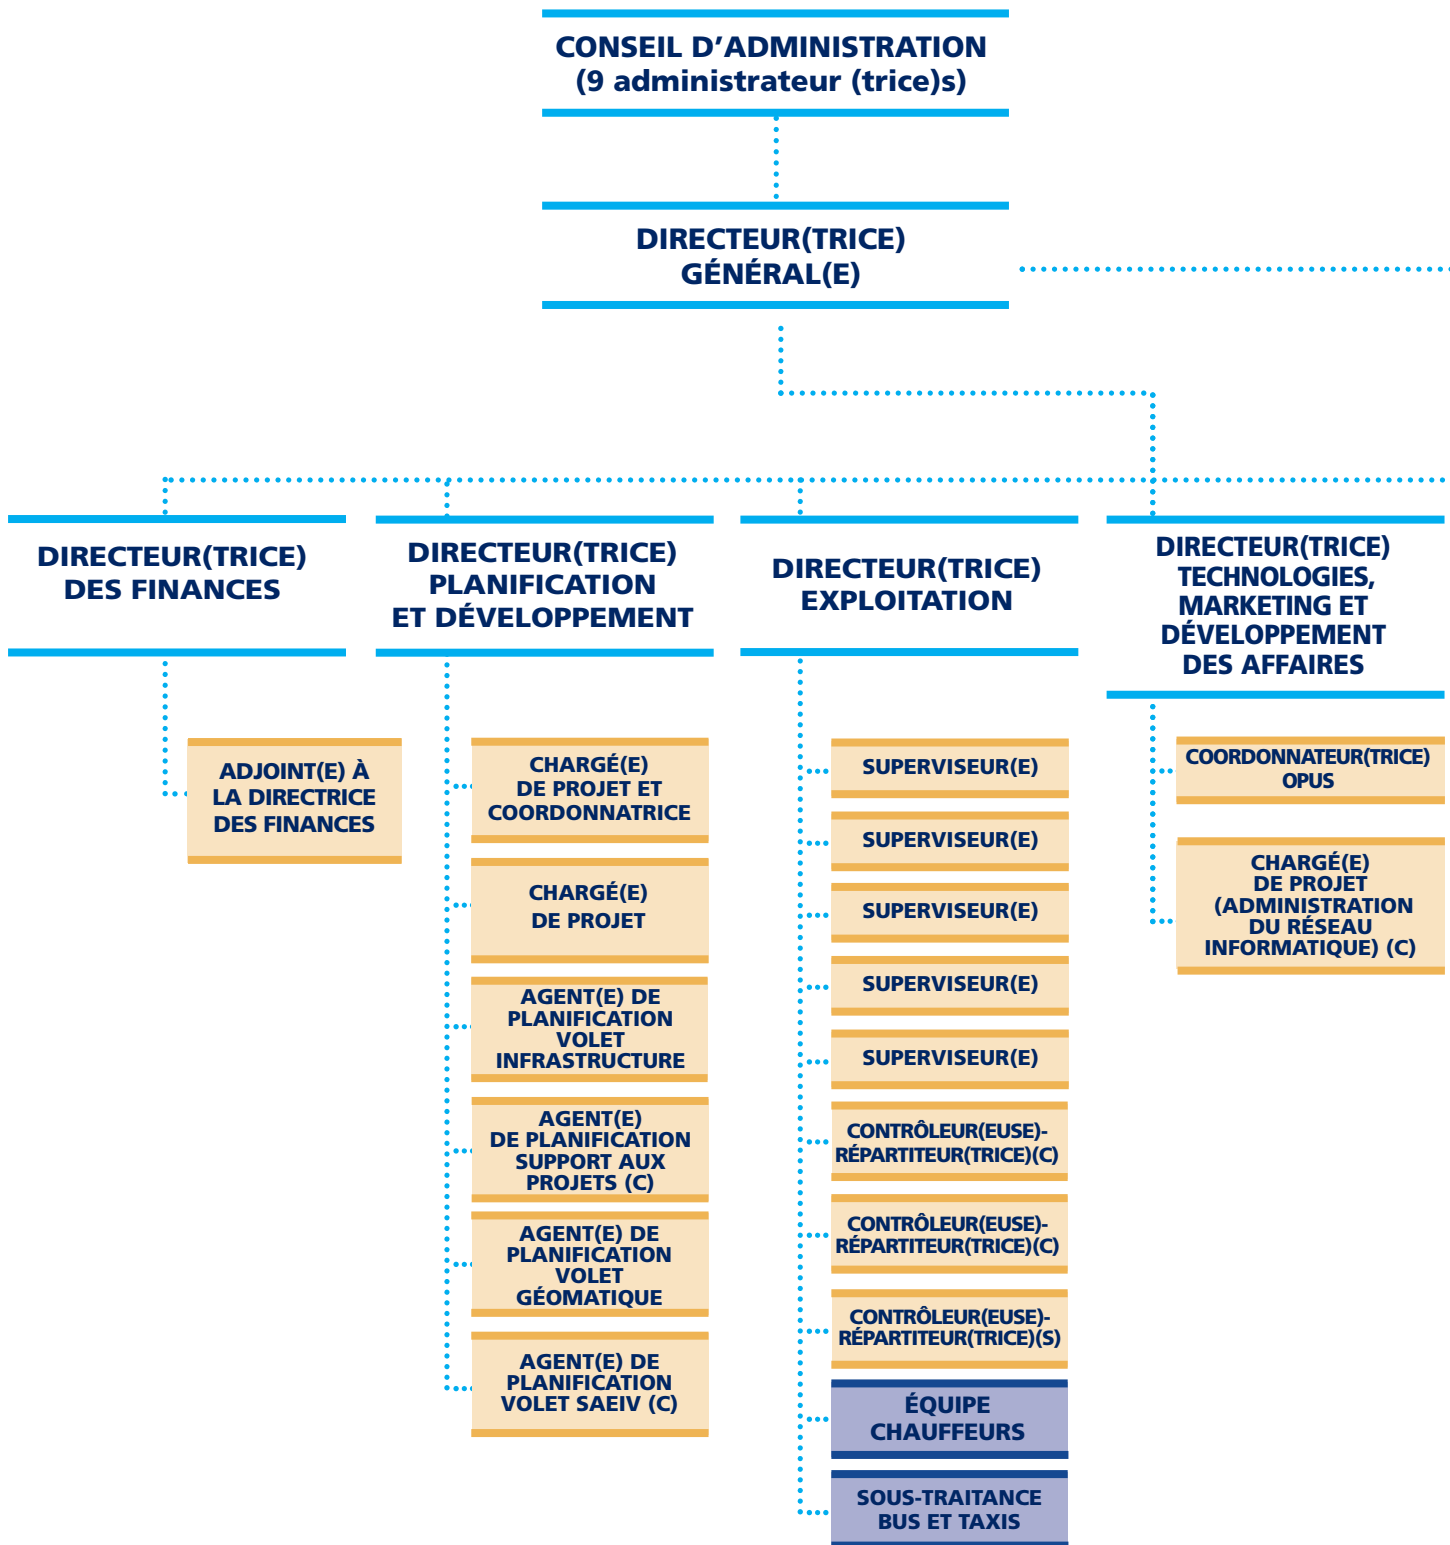 CONSEIL D’ADMINISTRATION
(9 administrateur (trice)s)
DIRECTEUR(TRICE)
GÉNÉRAL(E)
DIRECTEUR(TRICE)
DES FINANCES
ADJOINT(E) À
LA DIRECTRICE
DES FINANCES
DIRECTEUR(TRICE)
PLANIFICATION
ET DÉVELOPPEMENT
CHARGÉ(E)
DE PROJET ET
COORDONNATRICE
CHARGÉ(E)
DE PROJET
AGENT(E) DE
PLANIFICATION
VOLET
INFRASTRUCTURE
AGENT(E)
DE PLANIFICATION
SUPPORT AUX
PROJETS (C)
AGENT(E) DE
PLANIFICATION
VOLET
GÉOMATIQUE
AGENT(E) DE
PLANIFICATION
VOLET SAEIV (C)
DIRECTEUR(TRICE)
EXPLOITATION
SUPERVISEUR(E)
SUPERVISEUR(E)
SUPERVISEUR(E)
SUPERVISEUR(E)
SUPERVISEUR(E)
CONTRÔLEUR(EUSE)-
RÉPARTITEUR(TRICE)(C)
CONTRÔLEUR(EUSE)-
RÉPARTITEUR(TRICE)(C)
CONTRÔLEUR(EUSE)-
RÉPARTITEUR(TRICE)(S)
ÉQUIPE
CHAUFFEURS
SOUS-TRAITANCE
BUS ET TAXIS
DIRECTEUR(TRICE)
TECHNOLOGIES,
MARKETING ET
DÉVELOPPEMENT
DES AFFAIRES
COORDONNATEUR(TRICE)
OPUS
CHARGÉ(E)
DE PROJET
(ADMINISTRATION
DU RÉSEAU
INFORMATIQUE) (C)